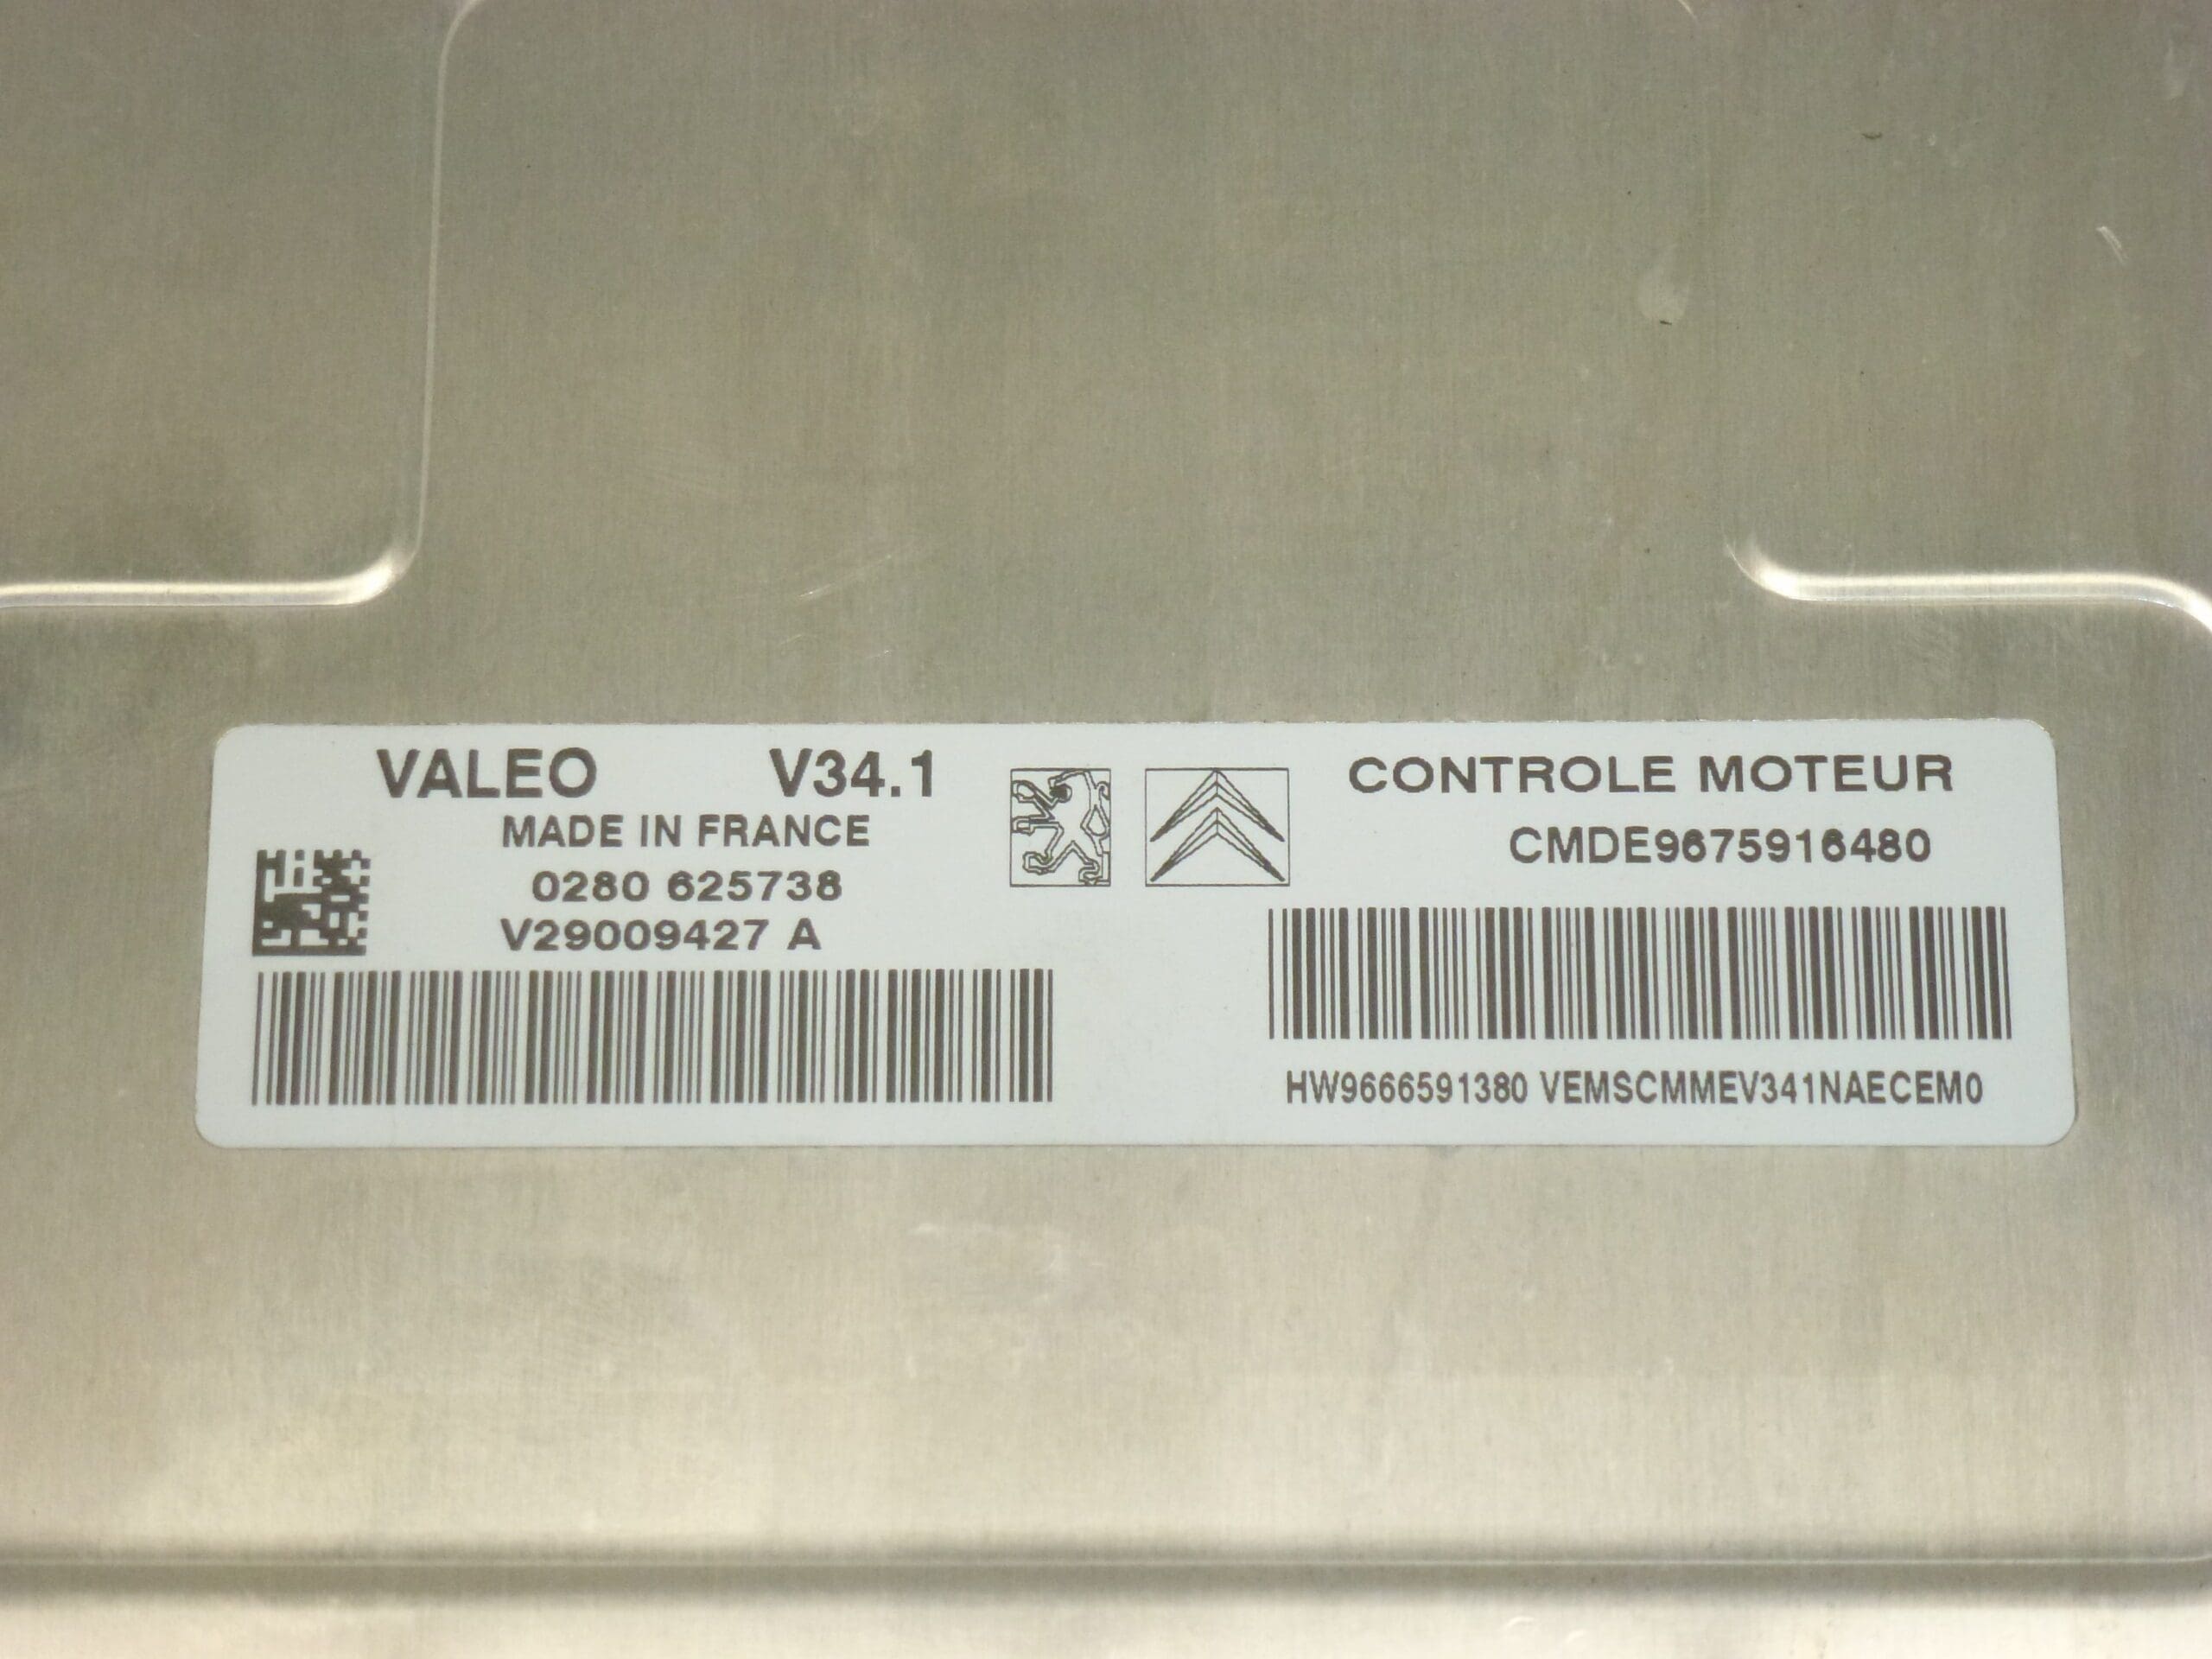 VALEO V34.1
MADE IN FRANCE
0280 625738
V29009427 A
CONTROLE MOTEUR
CMDE9675916480
HW9666591380 VEMSCMMEV341NAECEM0